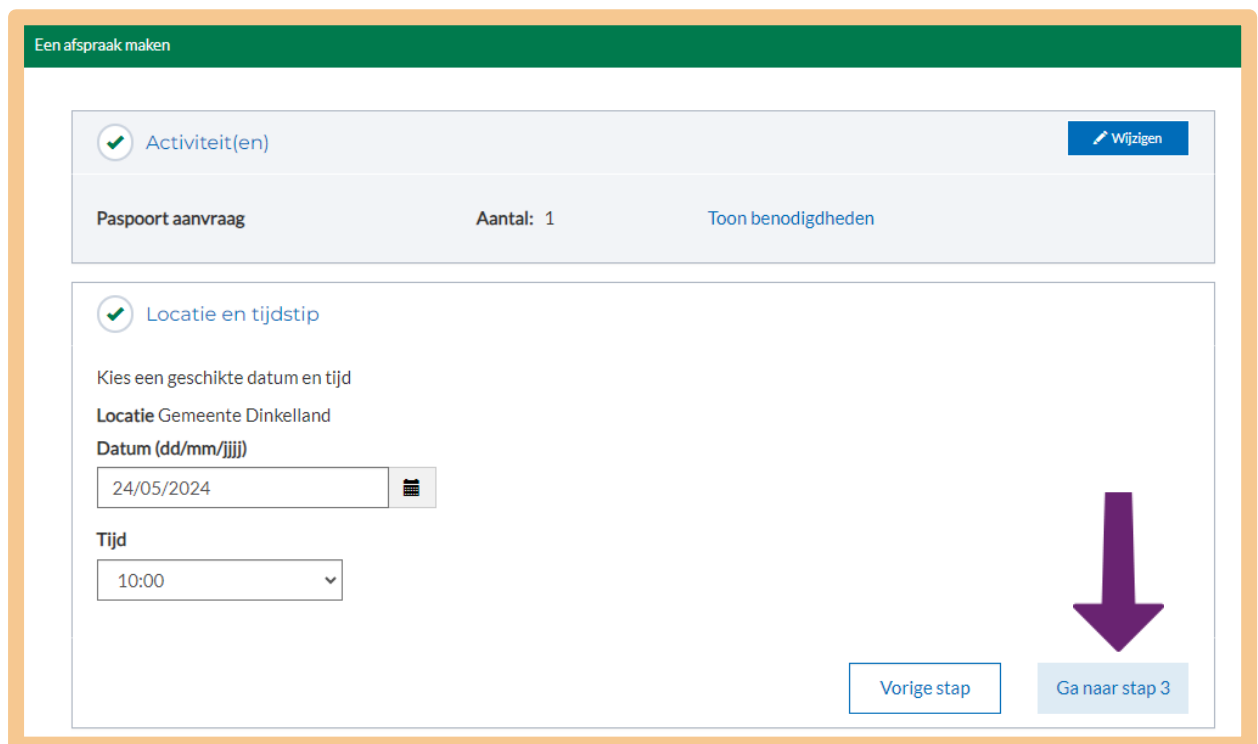 Een afspraak maken
Activiteit(en)
Wijzigen
Paspoort aanvraag Aantal: 1 Toon benodigdheden
Locatie en tijdstip
Kies een geschikte datum en tijd
Locatie Gemeente Dinkelland
Datum (dd/mm/jjjj)
24/05/2024
Tijd
10:00
Vorige stap Ga naar stap 3